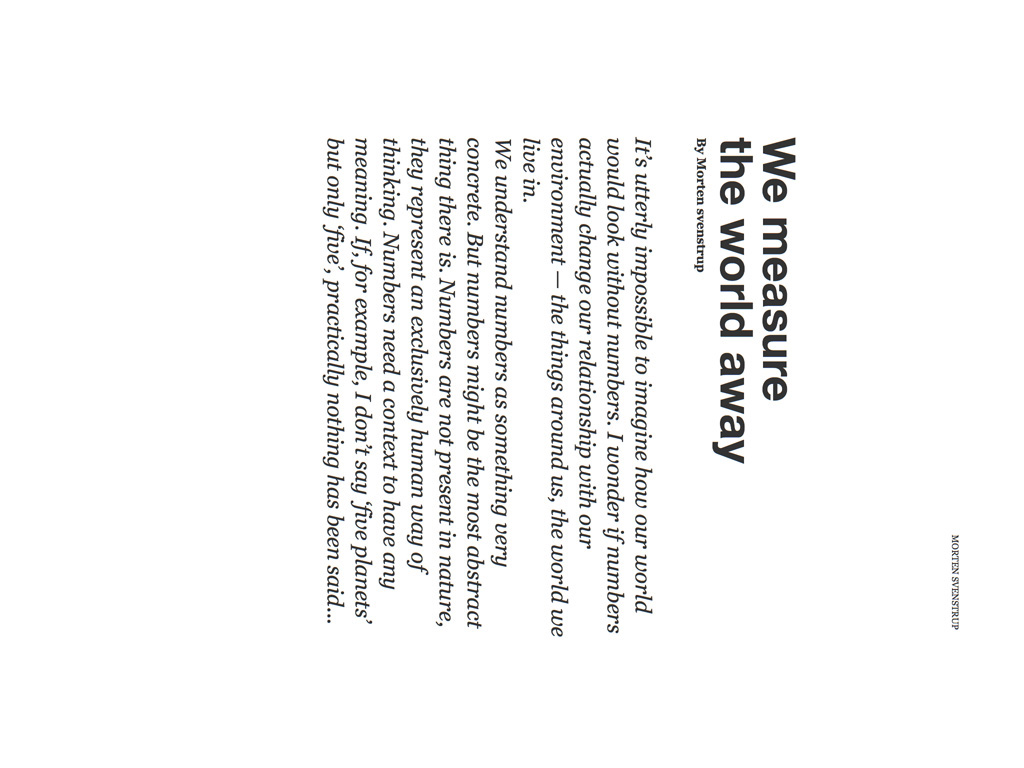 MORTEN SVENSTRUP
We measure
the world away
By Morten svenstrup
It’s utterly impossible to imagine how our world
would look without numbers. I wonder if numbers
actually change our relationship with our
environment — the things around us, the world we
live in.
We understand numbers as something very
concrete. But numbers might be the most abstract
thing there is. Numbers are not present in nature,
they represent an exclusively human way of
thinking. Numbers need a context to have any
meaning. If, for example, I don’t say ‘five planets’
but only ‘five’, practically nothing has been said...